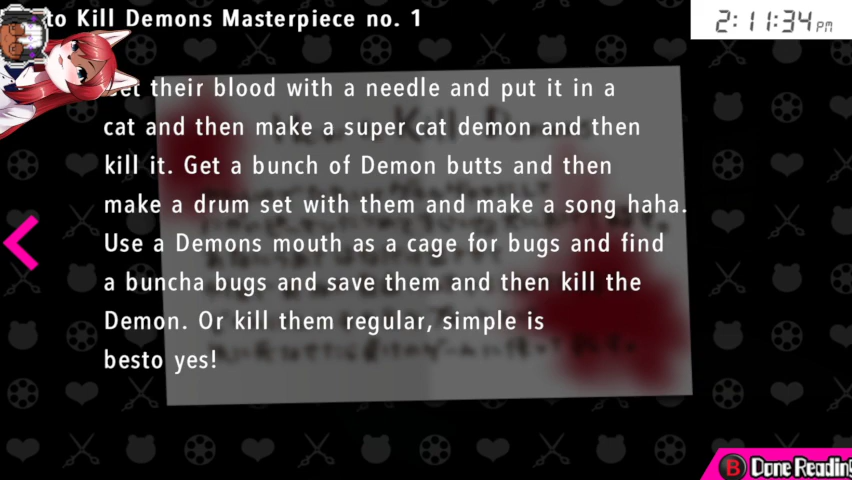 to Kill Demons Masterpiece no. 1
2:11:34 PM
their blood with a needle and put it in a
cat and then make a super cat demon and then
kill it. Get a bunch of Demon butts and then
make a drum set with them and make a song haha.
Use a Demons mouth as a cage for bugs and find
a buncha bugs and save them and then kill the
Demon. Or kill them regular, simple is
besto yes!
B Done Reading